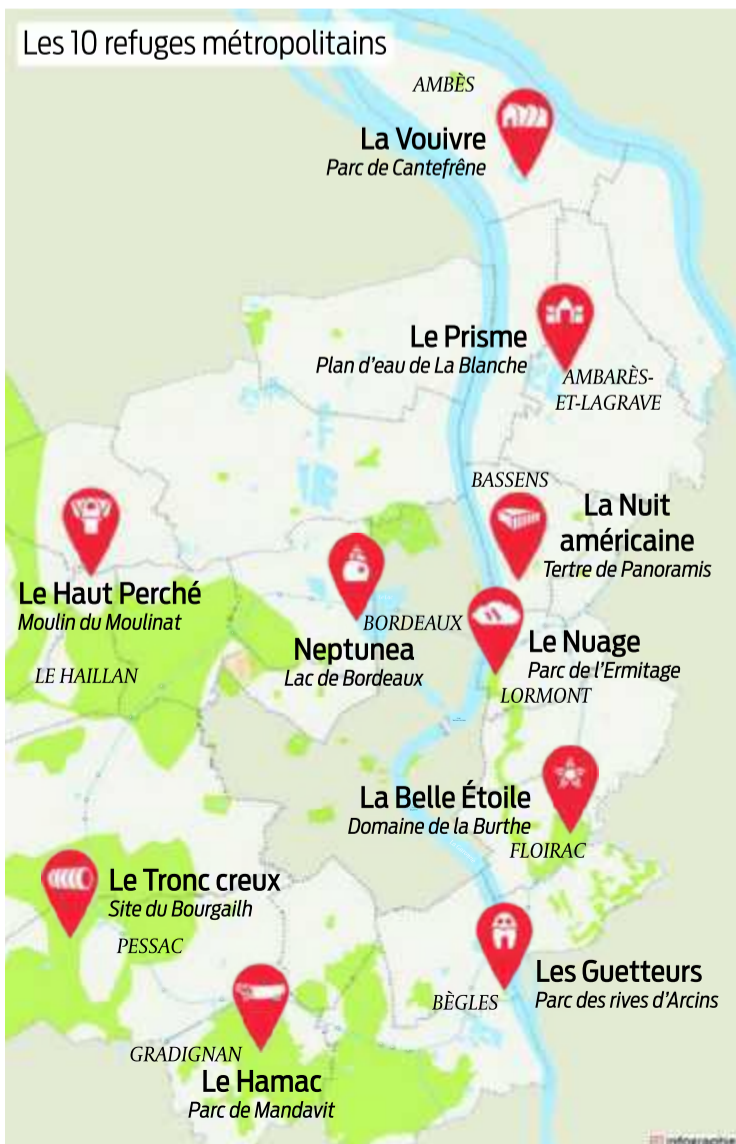 Les 10 refuges métropolitains
AMBÈS
La Vouivre
Parc de Cantefrêne
Le Prisme
Plan d'eau de La Blanche
AMBARÈS-
ET-LAGRAVE
BASSENS
La Nuit
américaine
Tertre de Panoramis
Le Haut Perché
Moulin du Moulinat
LE HAILLAN
BORDEAUX
Neptunea
Lac de Bordeaux
Le Nuage
Parc de l'Ermitage
LORMONT
La Belle Étoile
Domaine de la Burthe
FLOIRAC
Le Tronc creux
Site du Bourgailh
PESSAC
Les Guetteurs
Parc des rives d'Arcins
BÈGLES
GRADIGNAN
Le Hamac
Parc de Mandavit